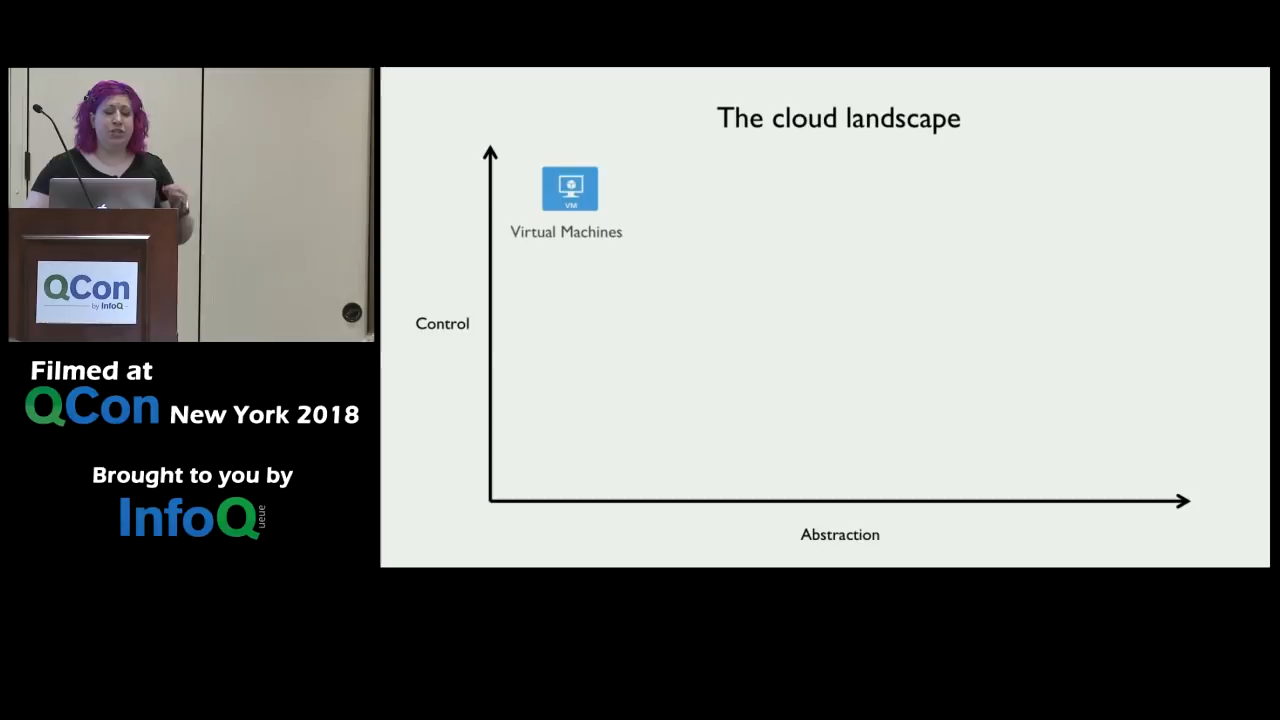 The cloud landscape
VM
Virtual Machines
Control
Abstraction
QCon
by InfoQ
Filmed at
QCon New York 2018
Brought to you by
InfoQ
ueue